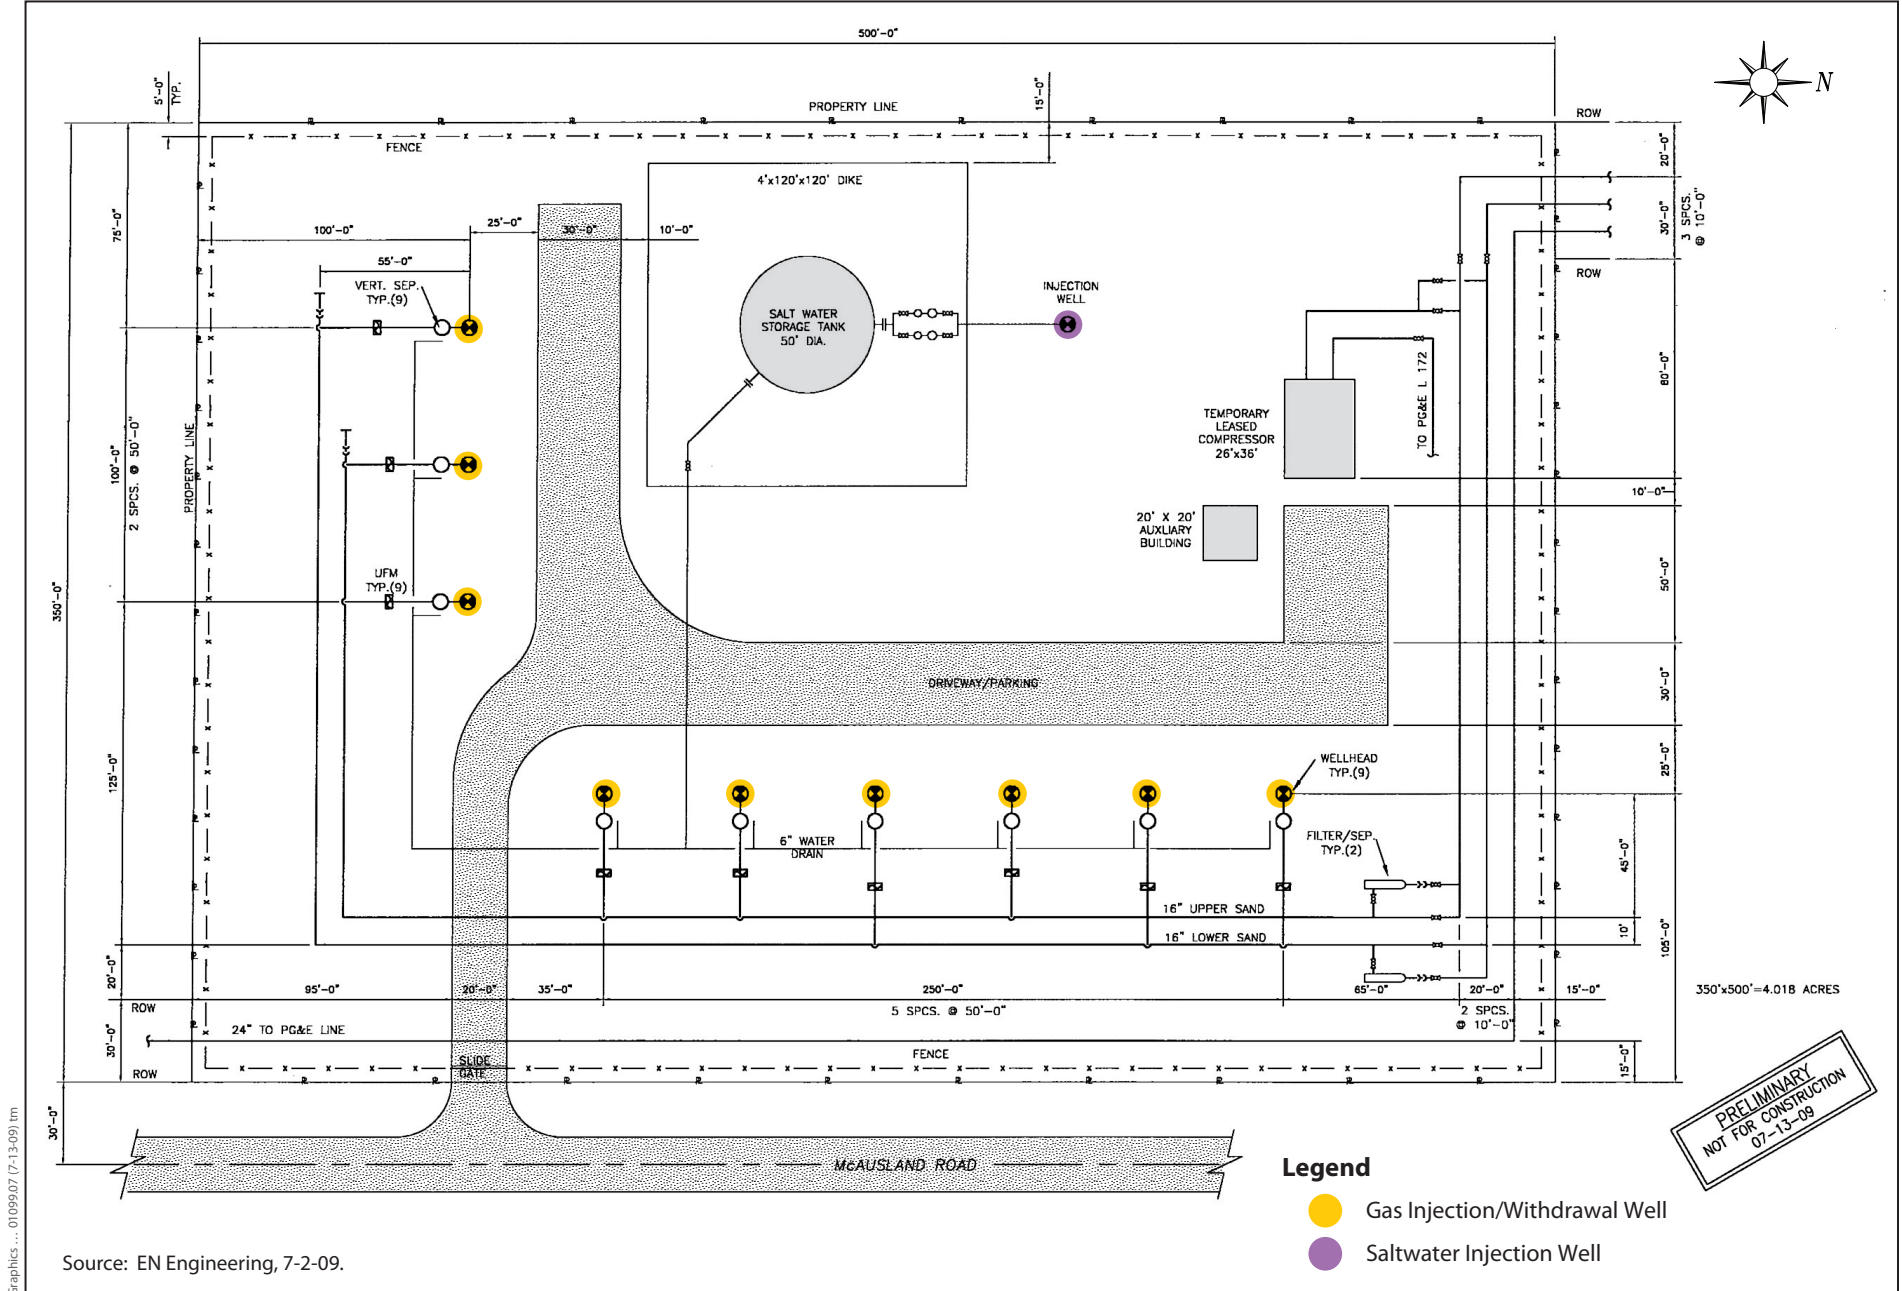 500'-0"
5'-0"
TYP.
15'-0"
N
PROPERTY LINE
ROW
FENCE
20'-0"
4'x120'x120' DIKE
3 SPCS.
@ 10'-0"
30'-0"
75'-0"
100'-0"
25'-0"
30'-0"
10'-0"
ROW
55'-0"
VERT. SEP.
TYP.(9)
INJECTION
WELL
SALT WATER
STORAGE TANK
50' DIA.
TO PG&E L 172
80'-0"
TEMPORARY
LEASED
COMPRESSOR
26'x36'
PROPERTY LINE
100'-0"
2 SPCS. @ 50'-0"
10'-0"
20' X 20'
AUXLIARY
BUILDING
UFM
TYP.(9)
350'-0"
50'-0"
DRIVEWAY/PARKING
30'-0"
125'-0"
25'-0"
WELLHEAD
TYP.(9)
6" WATER
DRAIN
FILTER/SEP.
TYP.(2)
45'-0"
16" UPPER SAND
10'
16" LOWER SAND
105'-0"
20'-0"
95'-0"
20'-0"
35'-0"
250'-0"
65'-0"
20'-0"
15'-0"
350'x500'=4.018 ACRES
ROW
5 SPCS. @ 50'-0"
2 SPCS.
@ 10'-0"
24" TO PG&E LINE
30'-0"
FENCE
SLIDE
GATE
15'-0"
ROW
30'-0"
PRELIMINARY
NOT FOR CONSTRUCTION
07-13-09
McAUSLAND ROAD
Legend
Gas Injection/Withdrawal Well
Saltwater Injection Well
Source: EN Engineering, 7-2-09.
Graphics … 01099.07 (7-13-09) tm